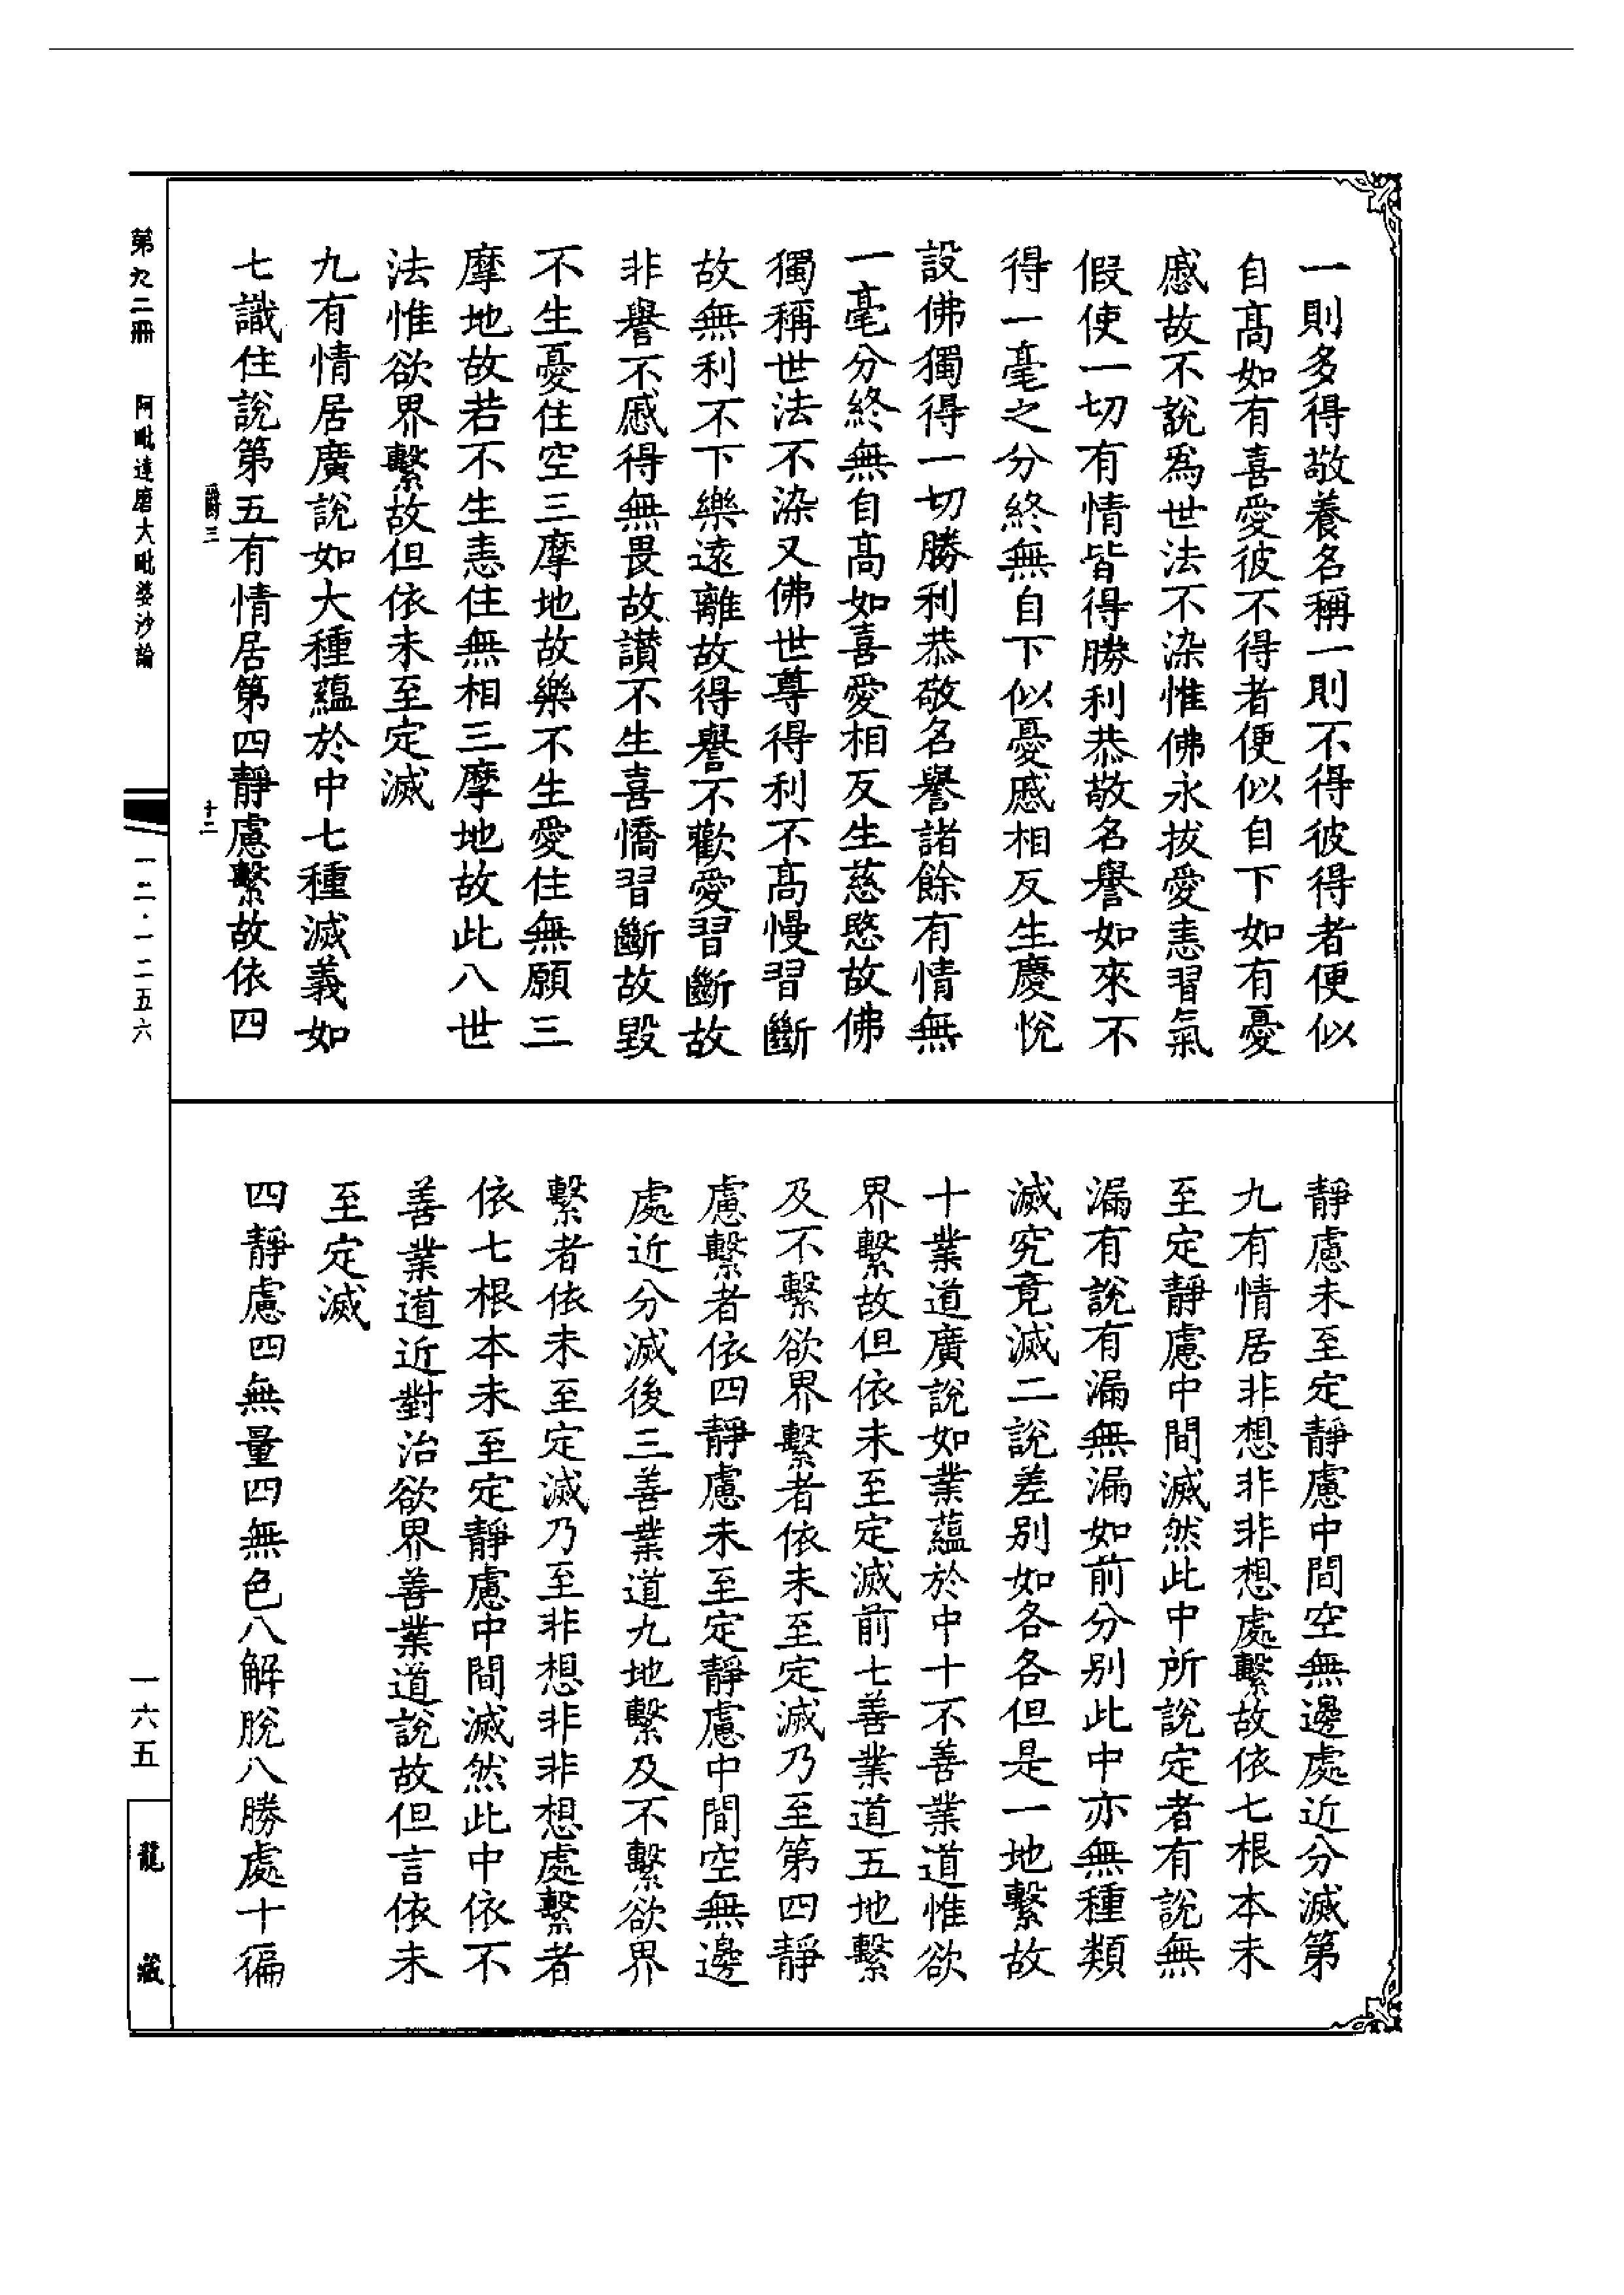 一則多得敬養名稱一則不得彼得者便似
自高如有喜愛彼不得者便似自下如有憂
慼故不說為世法不染惟佛永拔愛恚習氣
假使一切有情皆得勝利恭敬名譽如來不
得一毫之分終無自下似憂慼相反生慶悅
設佛獨得一切勝利恭敬名譽諸餘有情無
一毫分終無自高如喜愛相反生慈愍故佛
獨稱世法不染又佛世尊得利不高慢習斷
故無利不下樂遠離故得譽不歡愛習斷故
非譽不慼得無畏故讃不生喜憍習斷故毀
不生憂住空三摩地故樂不生愛住無願三
摩地故若不生恚住無相三摩地故此八世
法惟欲界繫故但依未至定滅
九有情居廣說如大種蘊於中七種滅義如
七識住說第五有情居第四靜慮繫故依四
靜慮未至定靜慮中間空無邊處近分滅第
九有情居非想非非想處繫故依七根本未
至定靜慮中間滅然此中所說定者有說無
漏有說有漏無漏如前分別此中亦無種類
滅究竟滅二說差別如各各但是一地繫故
十業道廣說如業蘊於中十不善業道惟欲
界繫故但依未至定滅前七善業道五地繫
及不繫欲界繫者依未至定滅乃至第四靜
慮繫者依四靜慮未至定靜慮中間空無邊
處近分滅後三善業道九地繫及不繫欲界
繫者依未至定滅乃至非想非非想處繫者
依七根本未至定靜慮中間滅然此中依不
善業道近對治欲界善業道說故但言依未
至定滅
四靜慮四無量四無色八解脫八勝處十徧
爵三
十二
第九二冊
阿毗達磨大毗婆沙論
一二·一二五六
一六五
龍藏